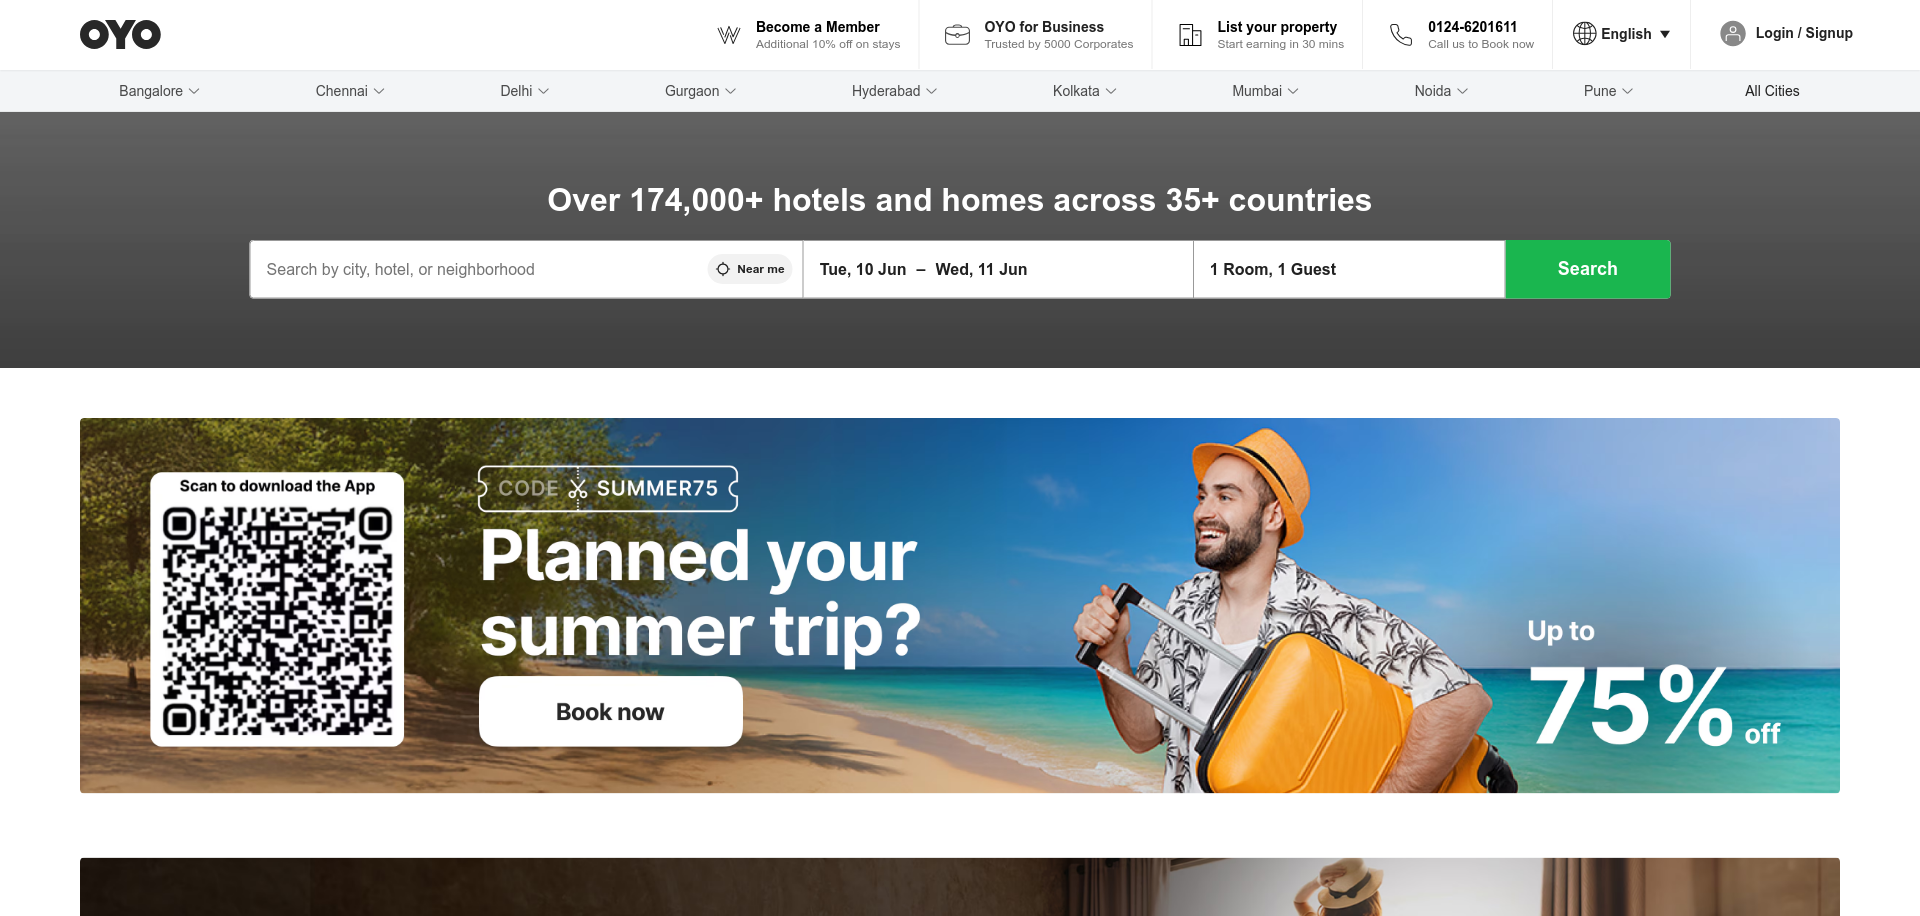 OYO
Become a Member
Additional 10% off on stays
OYO for Business
Trusted by 5000 Corporates
List your property
Start earning in 30 mins
0124-6201611
Call us to Book now
English
Login / Signup
Bangalore
Chennai
Delhi
Gurgaon
Hyderabad
Kolkata
Mumbai
Noida
Pune
All Cities
Over 174,000+ hotels and homes across 35+ countries
Search by city, hotel, or neighborhood
Near me
Tue, 10 Jun – Wed, 11 Jun
1 Room, 1 Guest
Search
Scan to download the App
CODE SUMMER75
Planned your
summer trip?
Book now
Up to
75% off